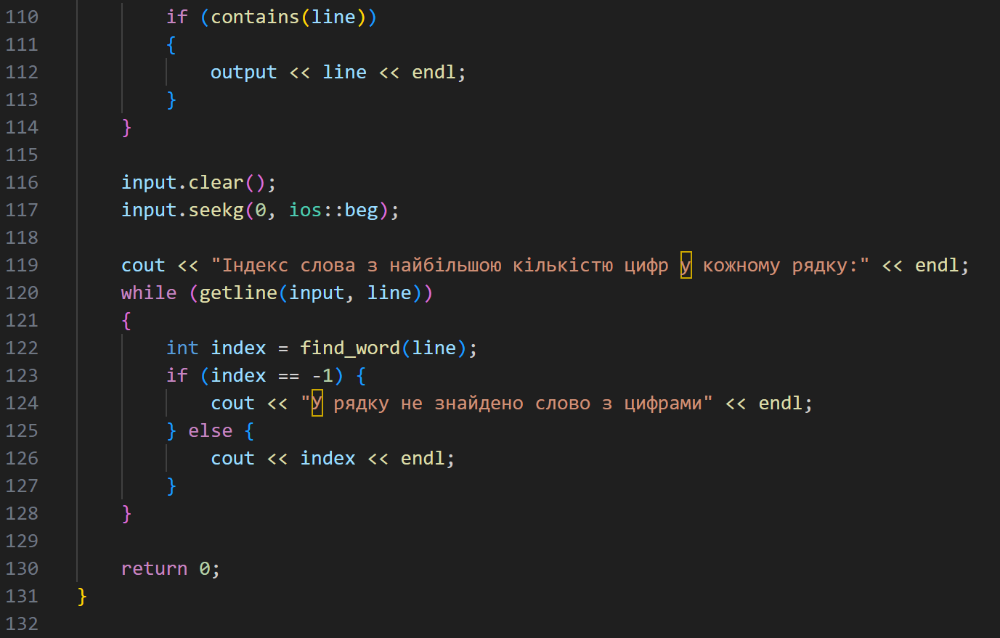 110 if (contains(line))
111 {
112 output << line << endl;
113 }
114 }
115
116 input.clear();
117 input.seekg(0, ios::beg);
118
119 cout << "Індекс слова з найбільшою кількістю цифр у кожному рядку:" << endl;
120 while (getline(input, line))
121 {
122 int index = find_word(line);
123 if (index == -1) {
124 cout << "У рядку не знайдено слово з цифрами" << endl;
125 } else {
126 cout << index << endl;
127 }
128 }
129
130 return 0;
131 }
132